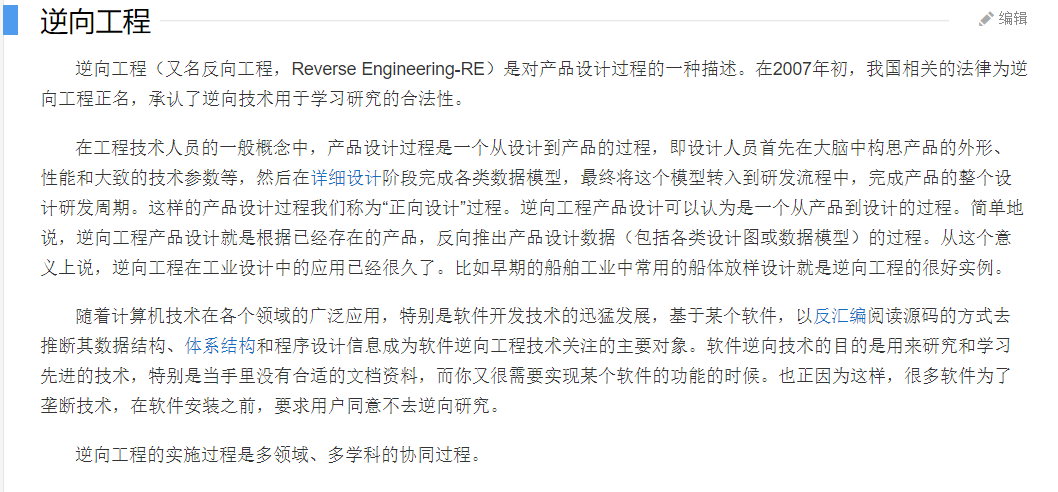 逆向工程
编辑
逆向工程（又名反向工程，Reverse Engineering-RE）是对产品设计过程的一种描述。在2007年初，我国相关的法律为逆
向工程正名，承认了逆向技术用于学习研究的合法性。
在工程技术人员的一般概念中，产品设计过程是一个从设计到产品的过程，即设计人员首先在大脑中构思产品的外形、
性能和大致的技术参数等，然后在详细设计阶段完成各类数据模型，最终将这个模型转入到研发流程中，完成产品的整个设
计研发周期。这样的产品设计过程我们称为“正向设计”过程。逆向工程产品设计可以认为是一个从产品到设计的过程。简单地
说，逆向工程产品设计就是根据已经存在的产品，反向推出产品设计数据（包括各类设计图或数据模型）的过程。从这个意
义上说，逆向工程在工业设计中的应用已经很久了。比如早期的船舶工业中常用的船体放样设计就是逆向工程的很好实例。
随着计算机技术在各个领域的广泛应用，特别是软件开发技术的迅猛发展，基于某个软件，以反汇编阅读源码的方式去
推断其数据结构、体系结构和程序设计信息成为软件逆向工程技术关注的主要对象。软件逆向技术的目的是用来研究和学习
先进的技术，特别是当手里没有合适的文档资料，而你又很需要实现某个软件的功能的时候。也正因为这样，很多软件为了
垄断技术，在软件安装之前，要求用户同意不去逆向研究。
逆向工程的实施过程是多领域、多学科的协同过程。